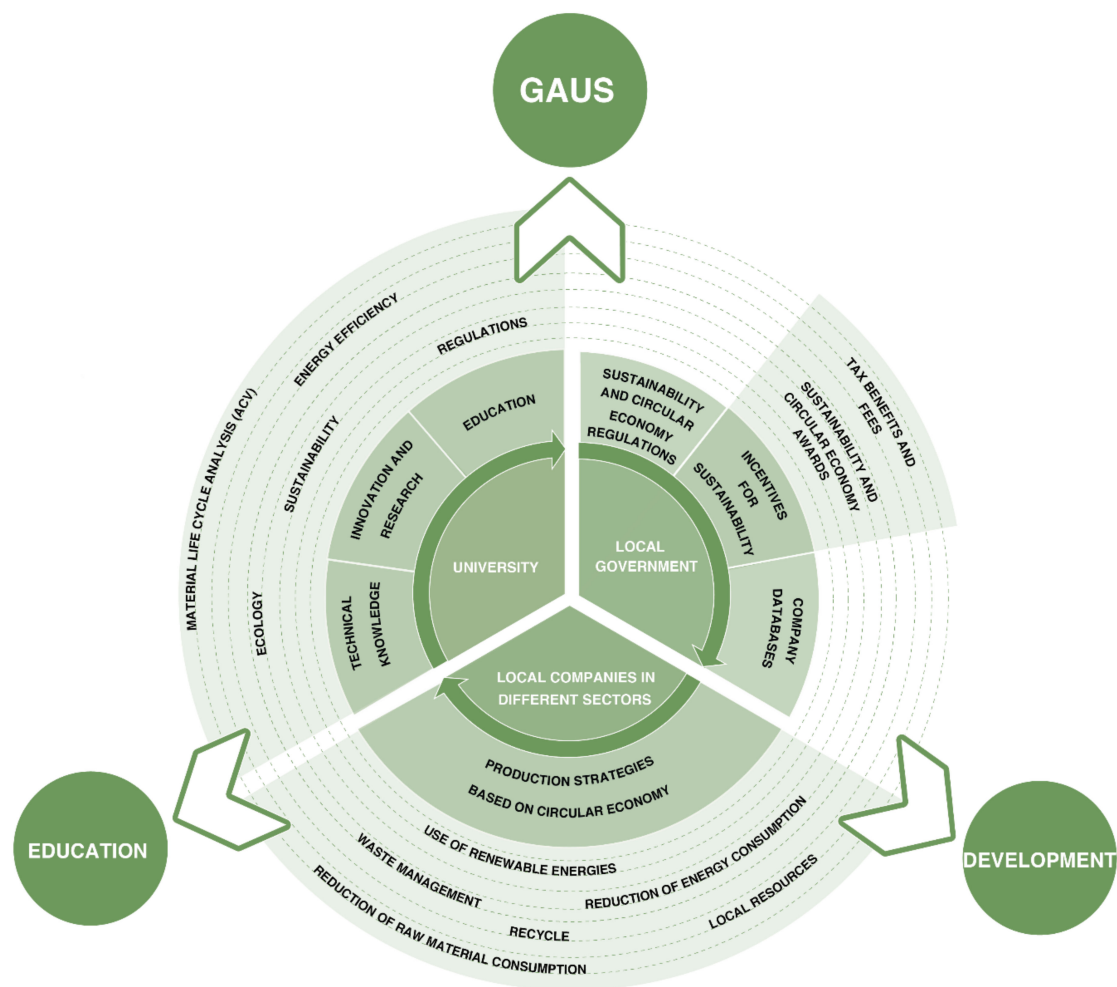 GAUS
ENERGY EFFICIENCY
REGULATIONS
MATERIAL LIFE CYCLE ANALYSIS (ACV)
SUSTAINABILITY
ECOLOGY
EDUCATION
INNOVATION AND
RESEARCH
TECHNICAL
KNOWLEDGE
UNIVERSITY
SUSTAINABILITY
AND CIRCULAR
ECONOMY
REGULATIONS
INCENTIVES
FOR
SUSTAINABILITY
COMPANY
DATABASES
LOCAL
GOVERNMENT
TAX BENEFITS AND
FEES
SUSTAINABILITY AND
CIRCULAR ECONOMY
AWARDS
LOCAL COMPANIES IN
DIFFERENT SECTORS
PRODUCTION STRATEGIES
BASED ON CIRCULAR ECONOMY
USE OF RENEWABLE ENERGIES
REDUCTION OF ENERGY CONSUMPTION
WASTE MANAGEMENT
LOCAL RESOURCES
RECYCLE
REDUCTION OF RAW MATERIAL CONSUMPTION
EDUCATION
DEVELOPMENT